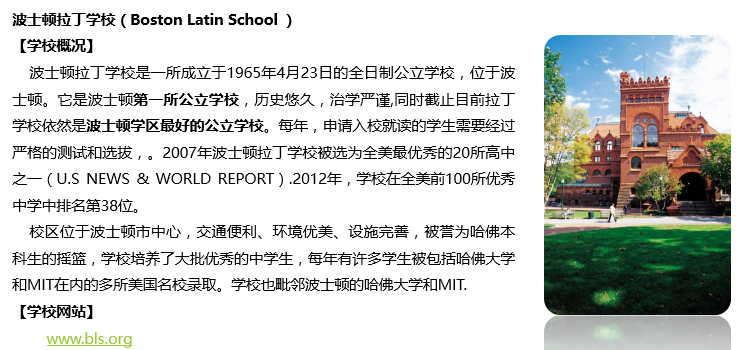 波士顿拉丁学校（Boston Latin School ）
【学校概况】
波士顿拉丁学校是一所成立于1965年4月23日的全日制公立学校，位于波
士顿。它是波士顿第一所公立学校，历史悠久，治学严谨,同时截止目前拉丁
学校依然是波士顿学区最好的公立学校。每年，申请入校就读的学生需要经过
严格的测试和选拔，。2007年波士顿拉丁学校被选为全美最优秀的20所高中
之一（U.S NEWS & WORLD REPORT）.2012年，学校在全美前100所优秀
中学中排名第38位。
校区位于波士顿市中心，交通便利、环境优美、设施完善，被誉为哈佛本
科生的摇篮，学校培养了大批优秀的中学生，每年有许多学生被包括哈佛大学
和MIT在内的多所美国名校录取。学校也毗邻波士顿的哈佛大学和MIT.
【学校网站】
www.bls.org